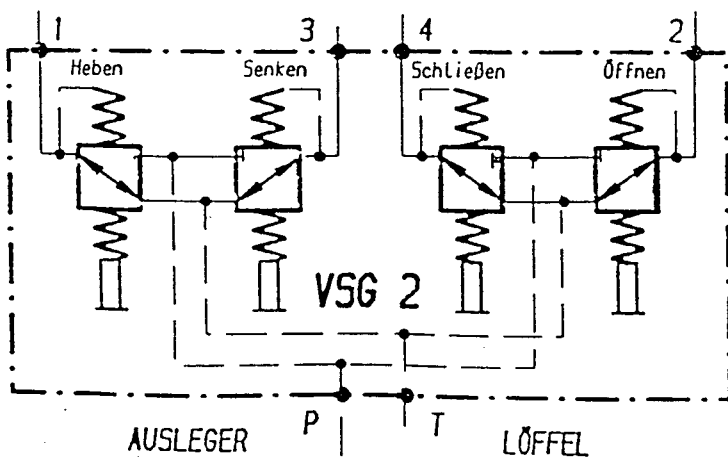 1 3 4 2
Heben Senken Schließen Öffnen
VSG 2
P T
AUSLEGER LÖFFEL